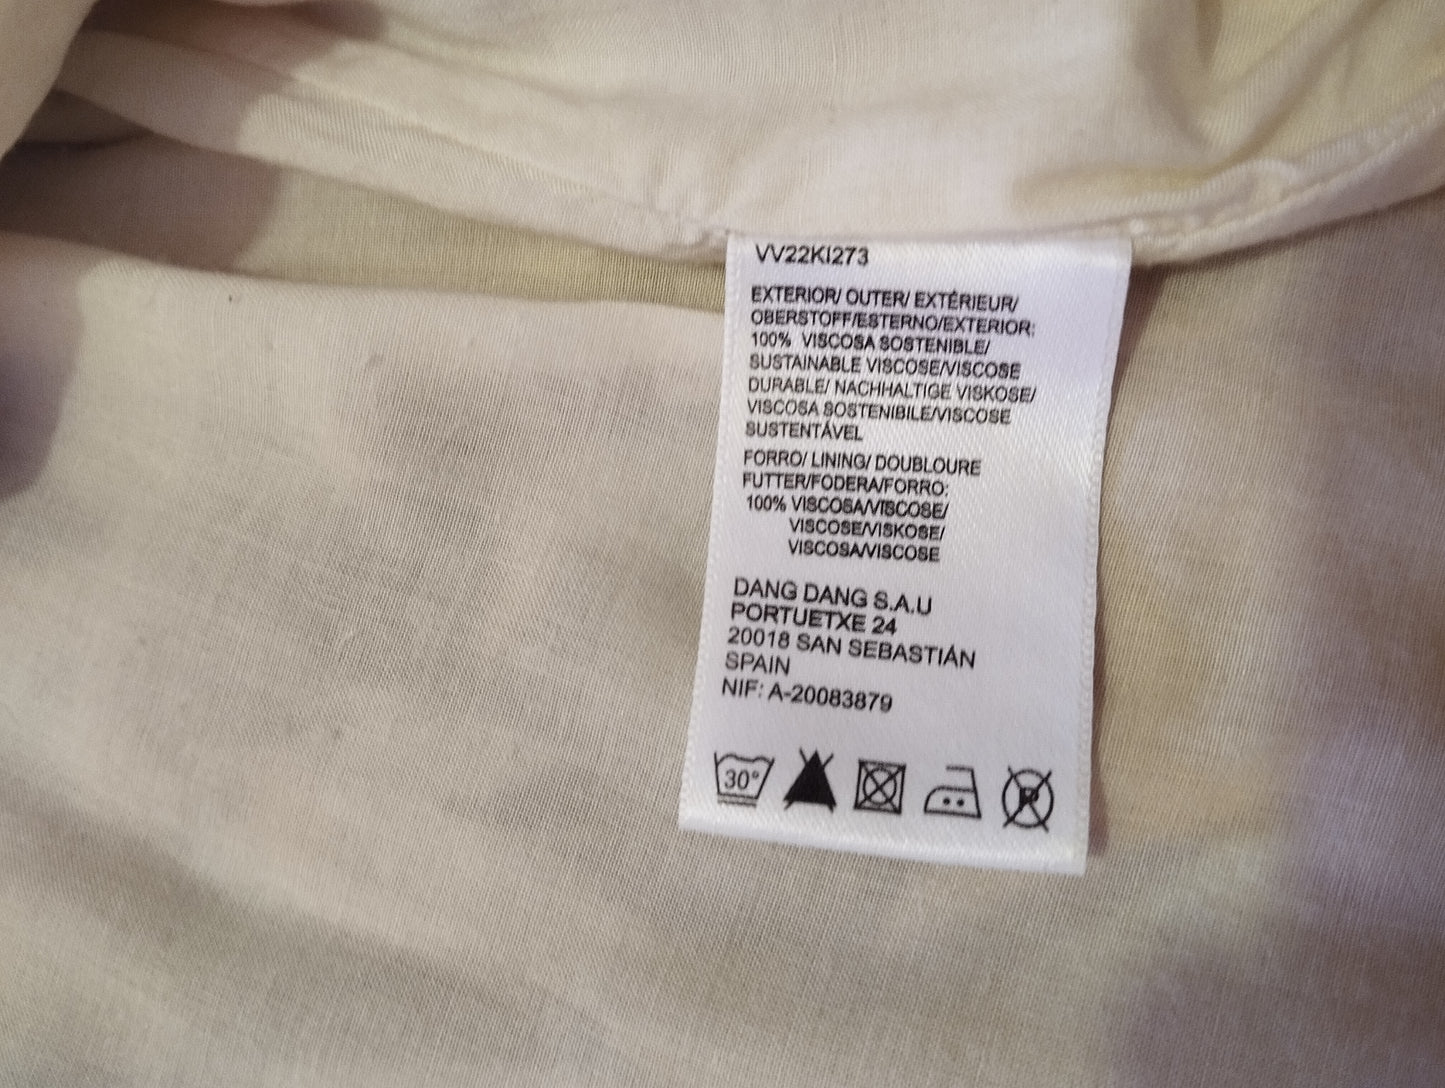 VV22KI273
EXTERIOR/ OUTER/ EXTÉRIEUR/
OBERSTOFF/ESTERNO/EXTERIOR:
100% VISCOSA SOSTENIBLE/
SUSTAINABLE VISCOSE/VISCOSE
DURABLE/ NACHHALTIGE VISKOSE/
VISCOSA SOSTENIBILE/VISCOSE
SUSTENTÁVEL
FORRO/ LINING/ DOUBLOURE
FUTTER/FODERA/FORRO:
100% VISCOSA/VISCOSE/
VISCOSE/VISKOSE/
VISCOSA/VISCOSE
DANG DANG S.A.U
PORTUETXE 24
20018 SAN SEBASTIÁN
SPAIN
NIF: A-20083879
30° P